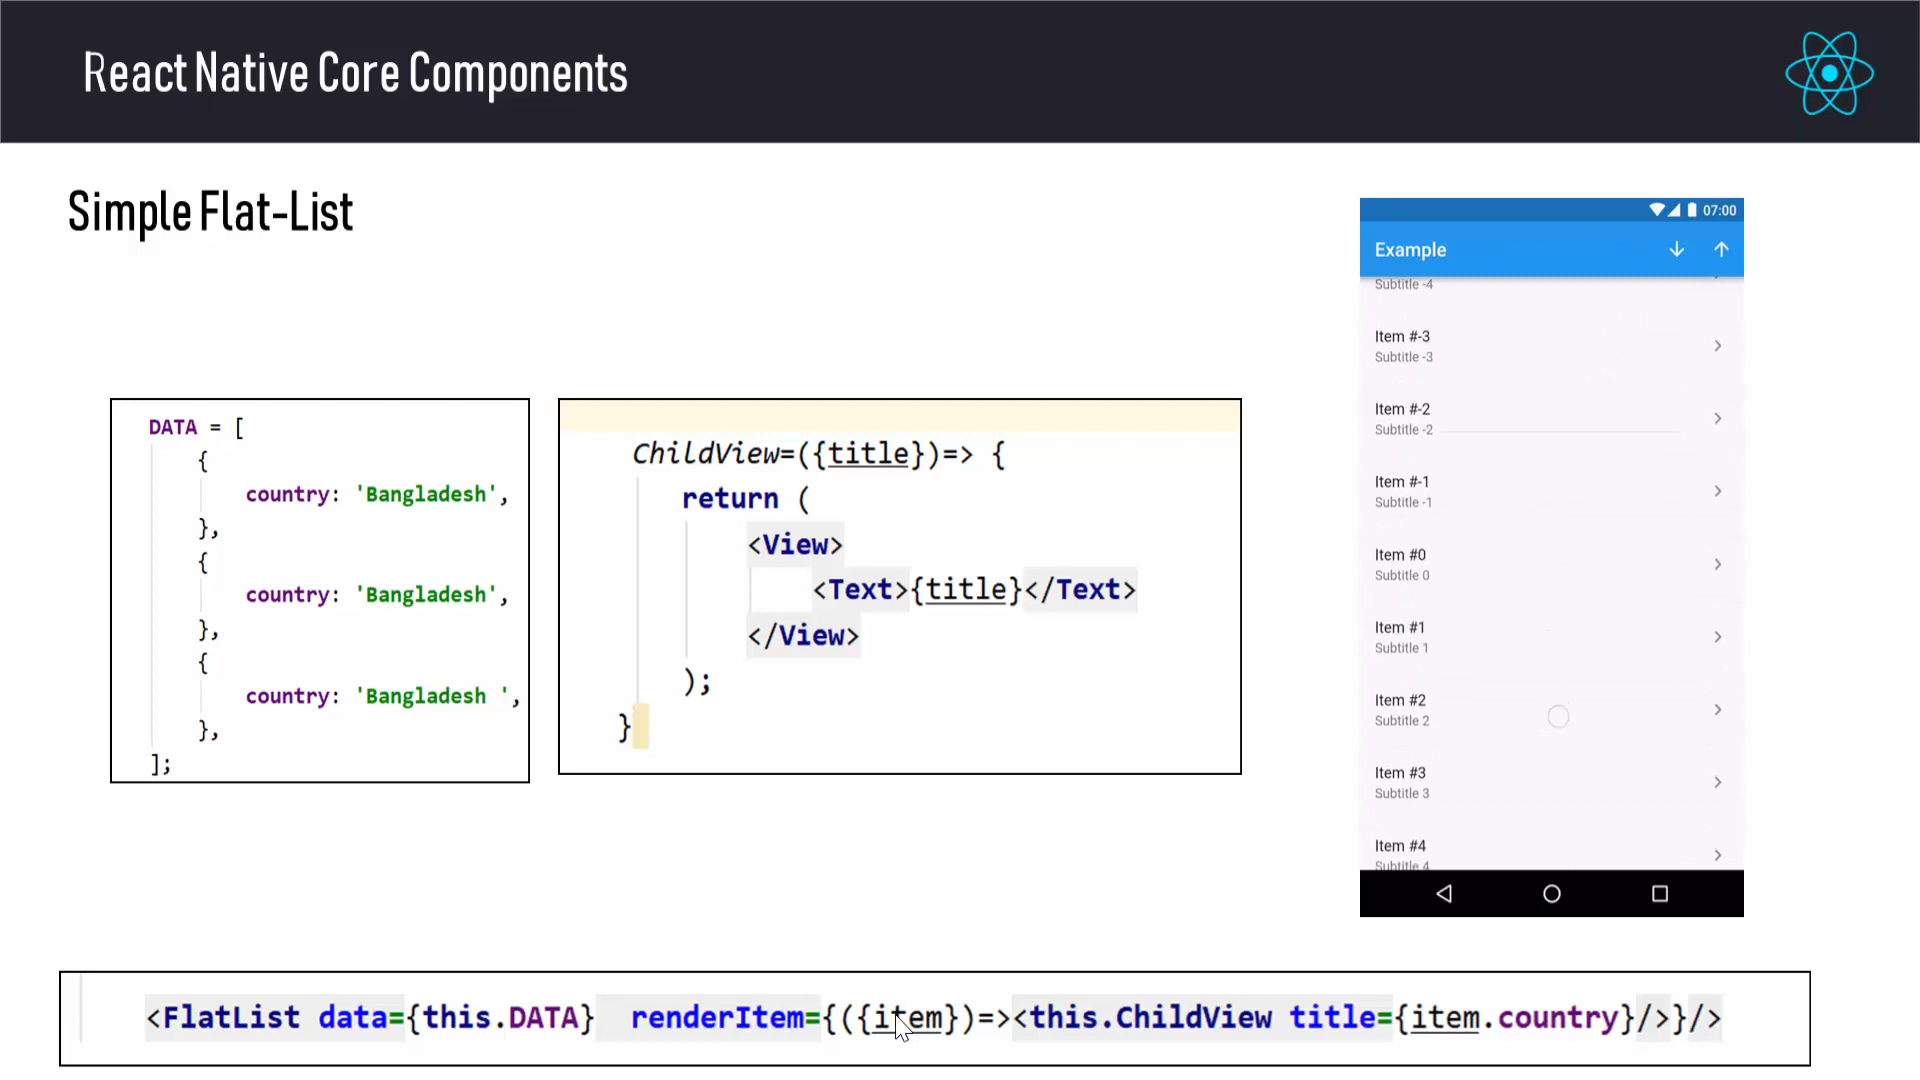 React Native Core Components
Simple Flat-List
DATA = [
{
country: 'Bangladesh',
},
{
country: 'Bangladesh',
},
{
country: 'Bangladesh ',
},
];
ChildView=({title})=> {
return (
<View>
<Text>{title}</Text>
</View>
);
}
07:00
Example
Subtitle -4
Item #-3
Subtitle -3
Item #-2
Subtitle -2
Item #-1
Subtitle -1
Item #0
Subtitle 0
Item #1
Subtitle 1
Item #2
Subtitle 2
Item #3
Subtitle 3
Item #4
Subtitle 4
<FlatList data={this.DATA} renderItem={({item})=><this.ChildView title={item.country}/>}/>